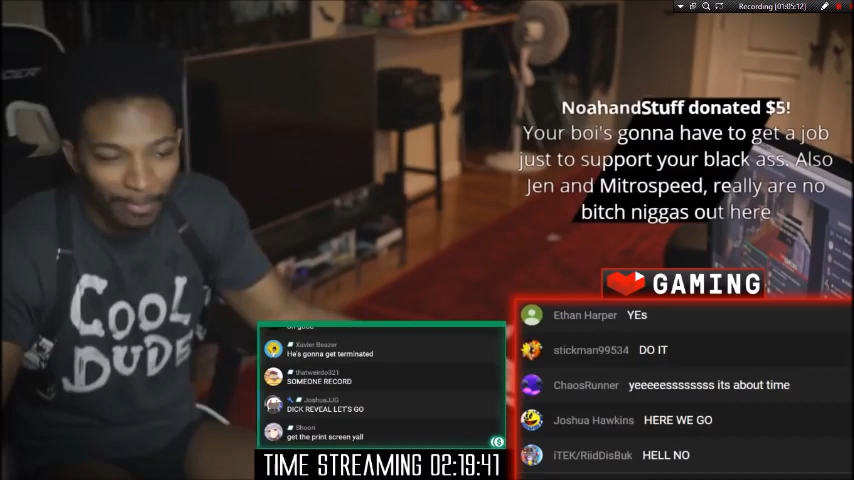 Recording [01:05:12]
NoahandStuff donated $5!
Your boi's gonna have to get a job
just to support your black ass. Also
Jen and Mitrospeed, really are no
bitch niggas out here
GAMING
Ethan Harper YEs
stickman99534 DO IT
ChaosRunner yeeeeesssssss its about time
Joshua Hawkins HERE WE GO
iTEK/RiidDisBuk HELL NO
COOL
DUDE
Xavier Beazer
He's gonna get terminated
thatweirdo321
SOMEONE RECORD
JoshuaJJG
DICK REVEAL LET'S GO
Shoori
get the print screen yall
TIME STREAMING 02:19:41